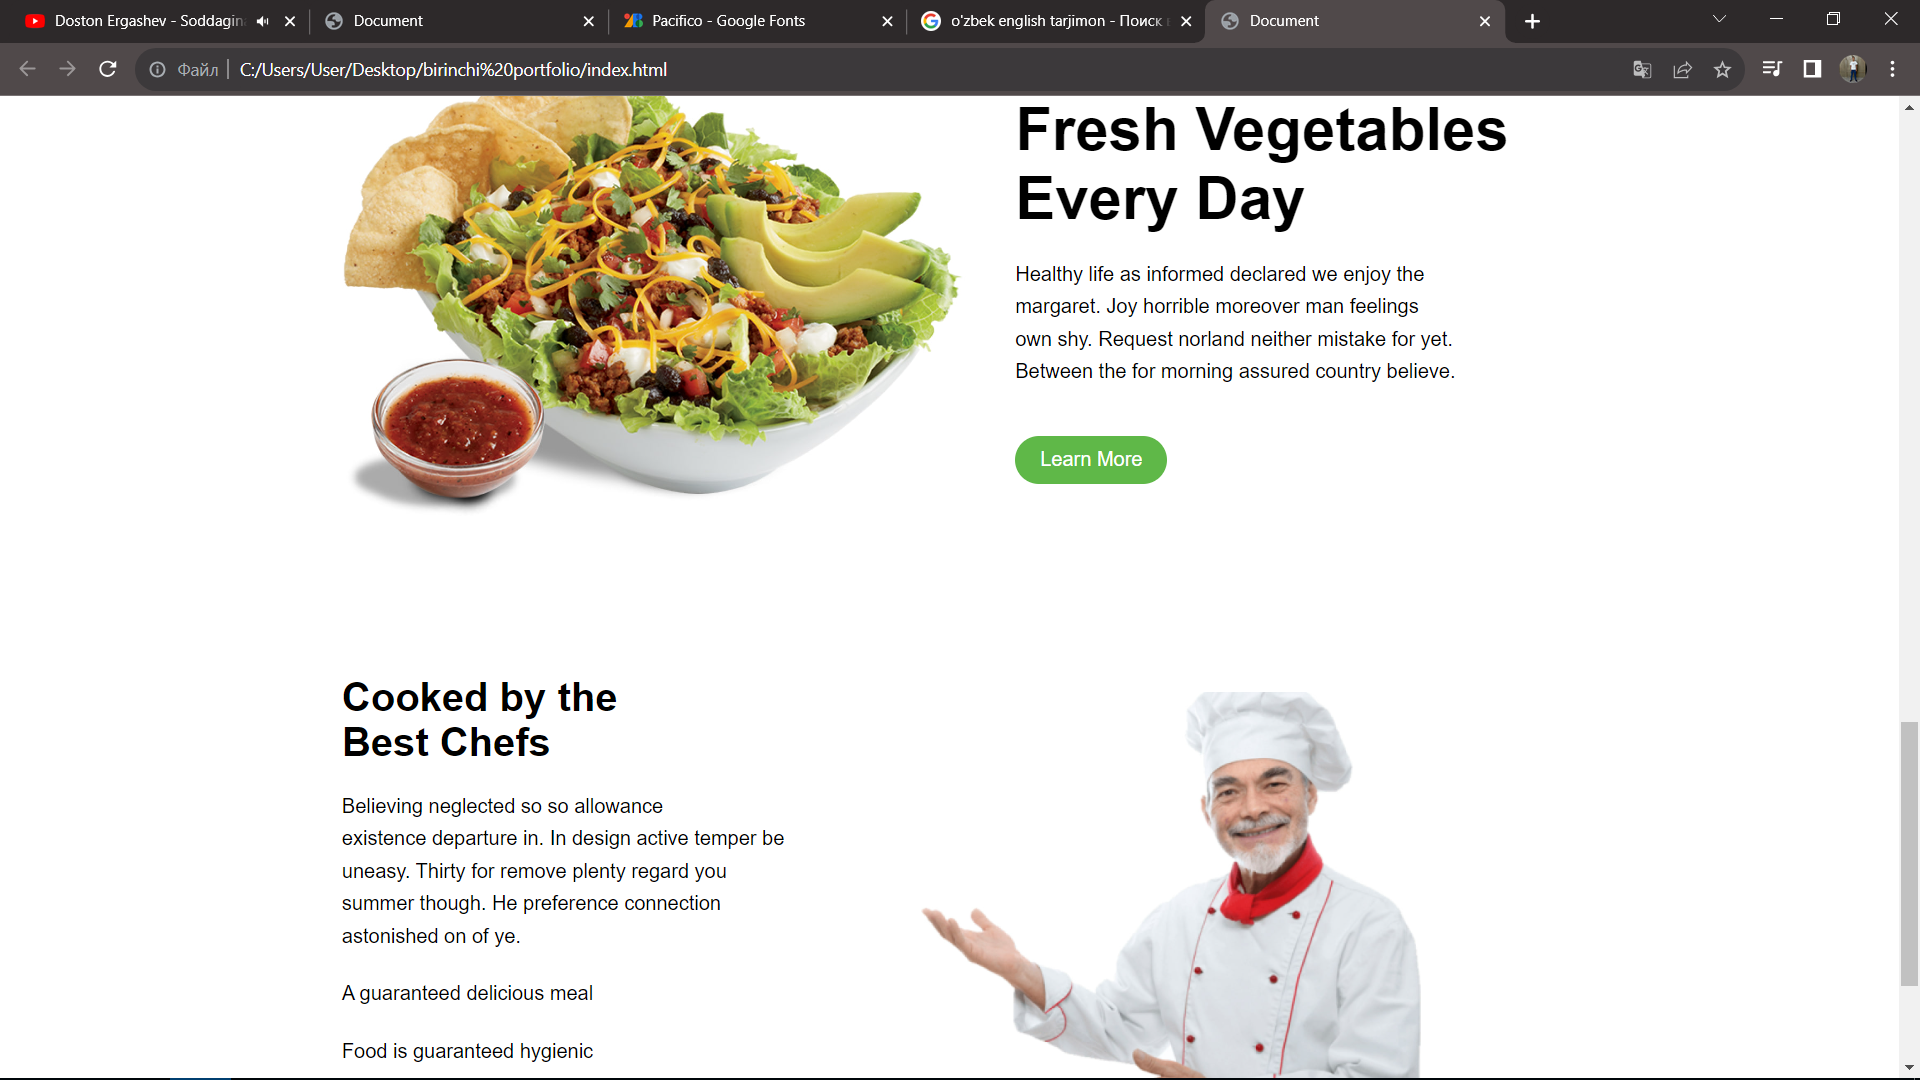 Doston Ergashev - Soddagin
Document
Pacifico - Google Fonts
o'zbek english tarjimon - Поиск в
Document
Файл
C:/Users/User/Desktop/birinchi%20portfolio/index.html
Fresh Vegetables
Every Day
Healthy life as informed declared we enjoy the
margaret. Joy horrible moreover man feelings
own shy. Request norland neither mistake for yet.
Between the for morning assured country believe.
Learn More
Cooked by the
Best Chefs
Believing neglected so so allowance
existence departure in. In design active temper be
uneasy. Thirty for remove plenty regard you
summer though. He preference connection
astonished on of ye.
A guaranteed delicious meal
Food is guaranteed hygienic